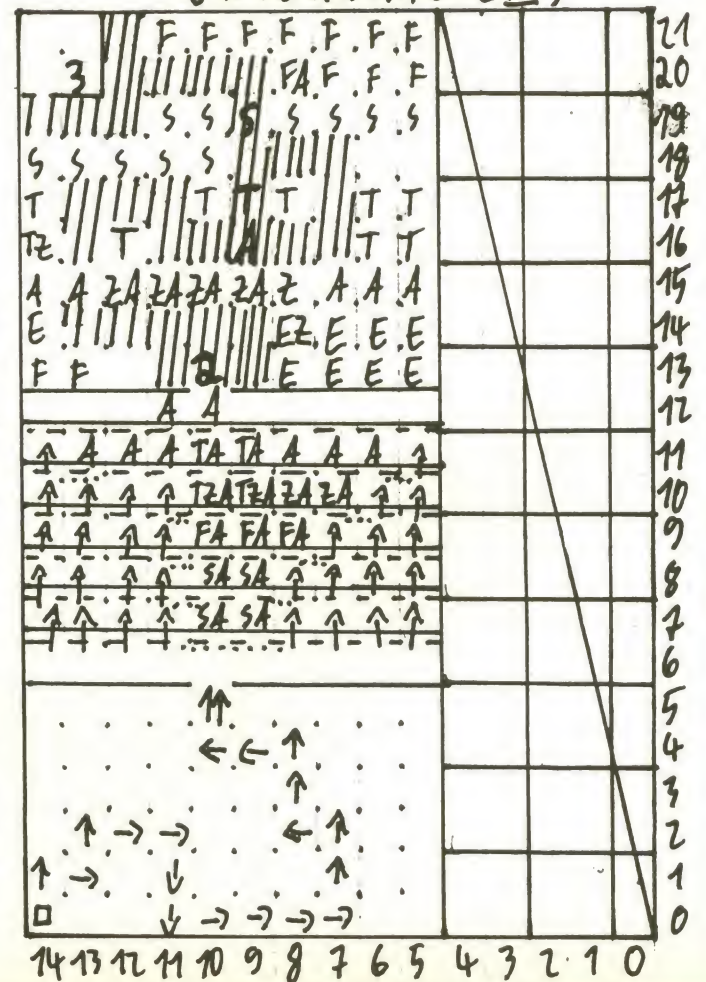 F F F F F F F 21
3 FA F F F 20
T S S S S S S S 19
S S S S S 18
T T T T T T 17
TZ T A T T 16
A A ZA ZA ZA ZA Z A A A 15
E EZ E E E 14
F F 2 E E E E 13
A A 12
↑ A A A TA TA A A A ↑ 11
↑ ↑ ↑ ↑ TZA TZA ZA ZA ↑ ↑ 10
↑ ↑ ↑ ↑ FA FA FA ↑ ↑ ↑ 9
↑ ↑ ↑ ↑ SA SA ↑ ↑ ↑ ↑ 8
↑ ↑ ↑ ↑ SA SA ↑ ↑ ↑ ↑ 7
6
↑↑ 5
← ← ↑ 4
↑ 3
↑ → → ← ↑ 2
↑ → ↓ ↑ 1
□ ↓ → → → → 0
14 13 12 11 10 9 8 7 6 5 4 3 2 1 0